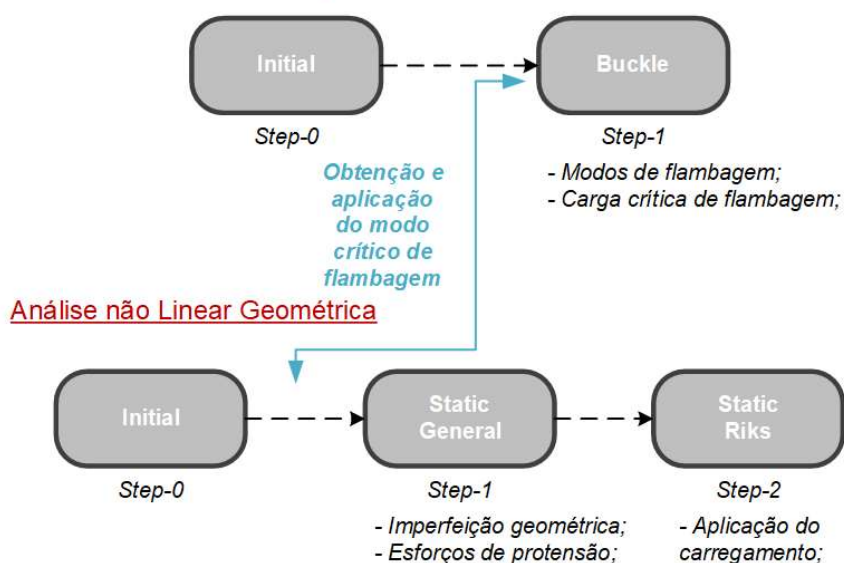 Initial
Buckle
Step-0
Step-1
Obtenção e
aplicação
do modo
crítico de
flambagem
- Modos de flambagem;
- Carga crítica de flambagem;
Análise não Linear Geométrica
Initial
Static
General
Static
Riks
Step-0
Step-1
Step-2
- Imperfeição geométrica;
- Esforços de protensão;
- Aplicação do
carregamento;